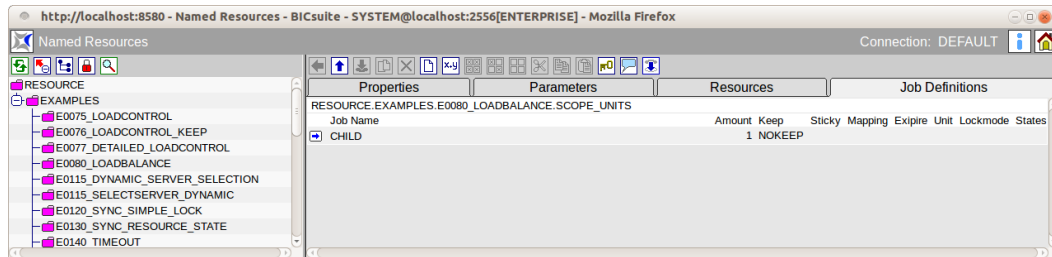 http://localhost:8580 - Named Resources - BICsuite - SYSTEM@localhost:2556[ENTERPRISE] - Mozilla Firefox
Named Resources Connection: DEFAULT
RESOURCE
EXAMPLES
E0075_LOADCONTROL
E0076_LOADCONTROL_KEEP
E0077_DETAILED_LOADCONTROL
E0080_LOADBALANCE
E0115_DYNAMIC_SERVER_SELECTION
E0115_SELECTSERVER_DYNAMIC
E0120_SYNC_SIMPLE_LOCK
E0130_SYNC_RESOURCE_STATE
E0140_TIMEOUT
x,y
Properties Parameters Resources Job Definitions
RESOURCE.EXAMPLES.E0080_LOADBALANCE.SCOPE_UNITS
Job Name Amount Keep Sticky Mapping Exipire Unit Lockmode States
CHILD 1 NOKEEP